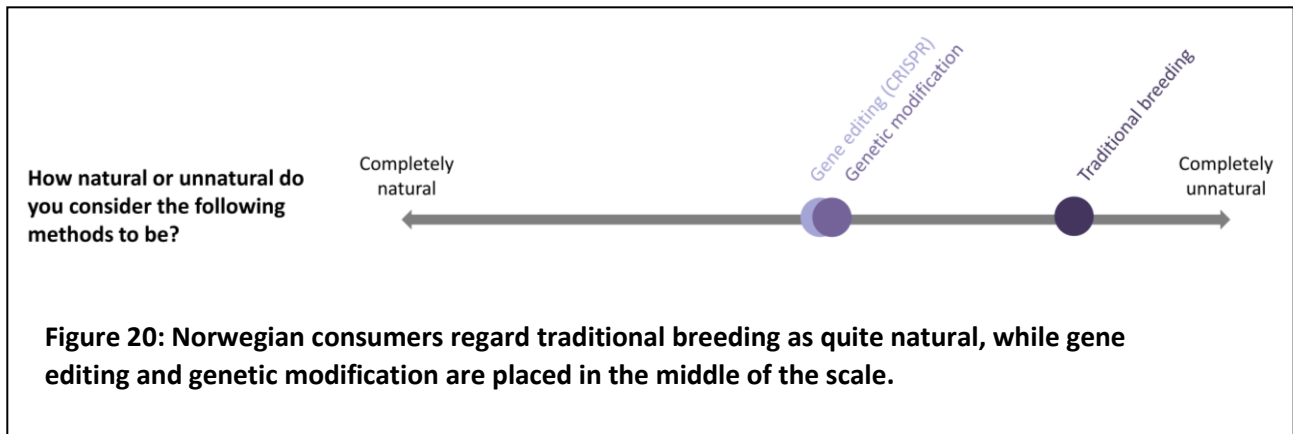 Gene editing (CRISPR)
Genetic modification
Traditional breeding
How natural or unnatural do
you consider the following
methods to be?
Completely
natural
Completely
unnatural
Figure 20: Norwegian consumers regard traditional breeding as quite natural, while gene
editing and genetic modification are placed in the middle of the scale.